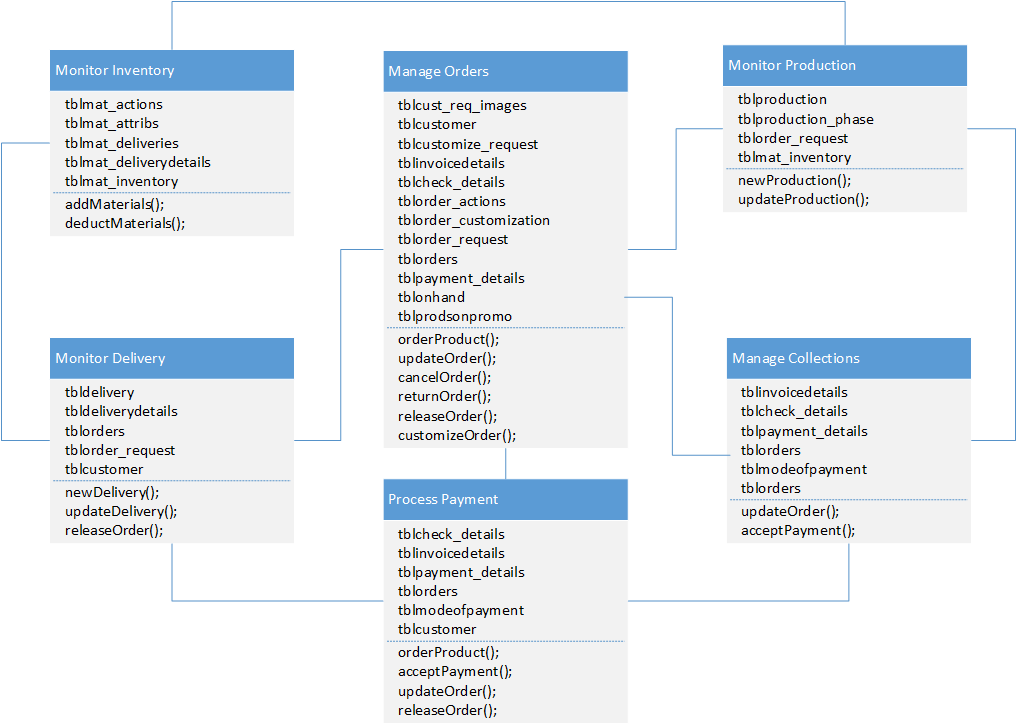 Monitor Inventory
tblmat_actions
tblmat_attribs
tblmat_deliveries
tblmat_deliverydetails
tblmat_inventory
addMaterials();
deductMaterials();
Manage Orders
tblcust_req_images
tblcustomer
tblcustomize_request
tblinvoicedetails
tblcheck_details
tblorder_actions
tblorder_customization
tblorder_request
tblorders
tblpayment_details
tblonhand
tblprodsonpromo
orderProduct();
updateOrder();
cancelOrder();
returnOrder();
releaseOrder();
customizeOrder();
Monitor Production
tblproduction
tblproduction_phase
tblorder_request
tblmat_inventory
newProduction();
updateProduction();
Monitor Delivery
tbldelivery
tbldeliverydetails
tblorders
tblorder_request
tblcustomer
newDelivery();
updateDelivery();
releaseOrder();
Manage Collections
tblinvoicedetails
tblcheck_details
tblpayment_details
tblorders
tblmodeofpayment
tblorders
updateOrder();
acceptPayment();
Process Payment
tblcheck_details
tblinvoicedetails
tblpayment_details
tblorders
tblmodeofpayment
tblcustomer
orderProduct();
acceptPayment();
updateOrder();
releaseOrder();